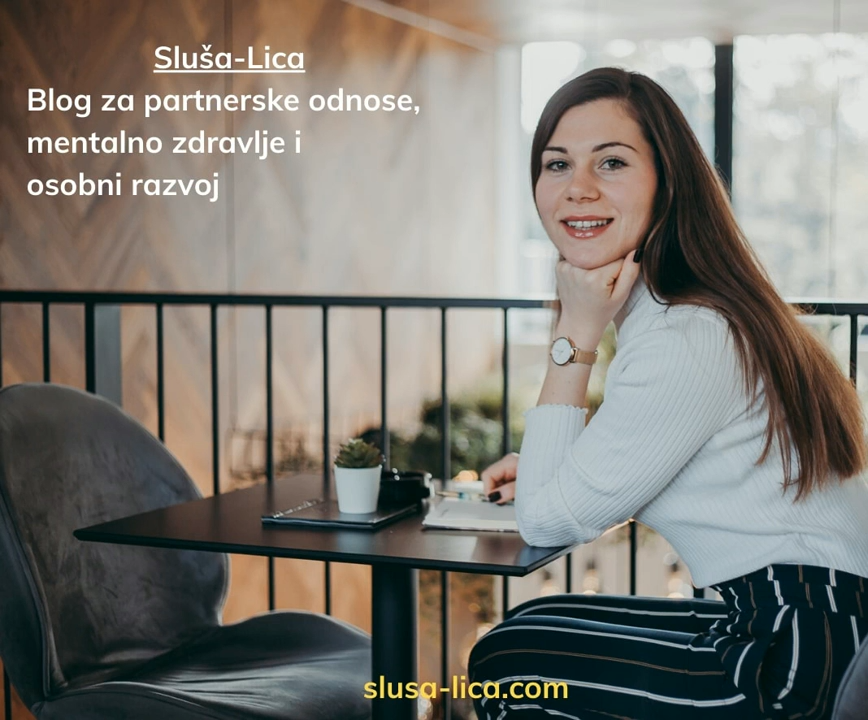 Sluša-Lica
Blog za partnerske odnose,
mentalno zdravlje i
osobni razvoj
slusa-lica.com